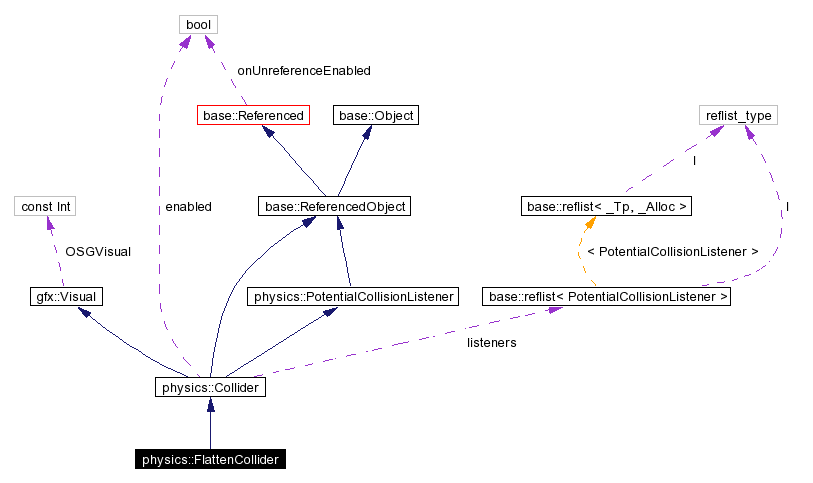 bool
onUnreferenceEnabled
base::Referenced
base::Object
reflist_type
l
const Int
enabled
base::ReferencedObject
base::reflist< _Tp, _Alloc >
l
OSGVisual
< PotentialCollisionListener >
gfx::Visual
physics::PotentialCollisionListener
base::reflist< PotentialCollisionListener >
listeners
physics::Collider
physics::FlattenCollider